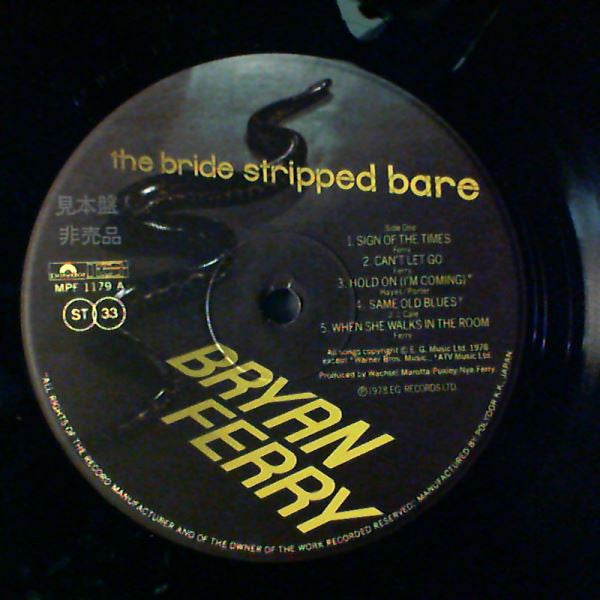 the bride stripped bare
見本盤
非売品
polydor
MPF 1179 A
ST 33
Side One
1. SIGN OF THE TIMES
Ferry
2. CAN'T LET GO
Ferry
3. HOLD ON (I'M COMING)*
Hayes/Porter
4. SAME OLD BLUES*
J.J. Cale
5. WHEN SHE WALKS IN THE ROOM
Ferry
All songs copyright © E. G. Music Ltd. 1978
except *Warner Bros. Music., *ATV Music Ltd.
Produced by Wachtel, Marotta, Puxley, Nye, Ferry
℗1978 E.G. RECORDS LTD.
BRYAN
FERRY
"ALL RIGHTS OF THE RECORD MANUFACTURER AND OF THE OWNER OF THE WORK RECORDED RESERVED; MANUFACTURED BY POLYDOR K.K., JAPAN